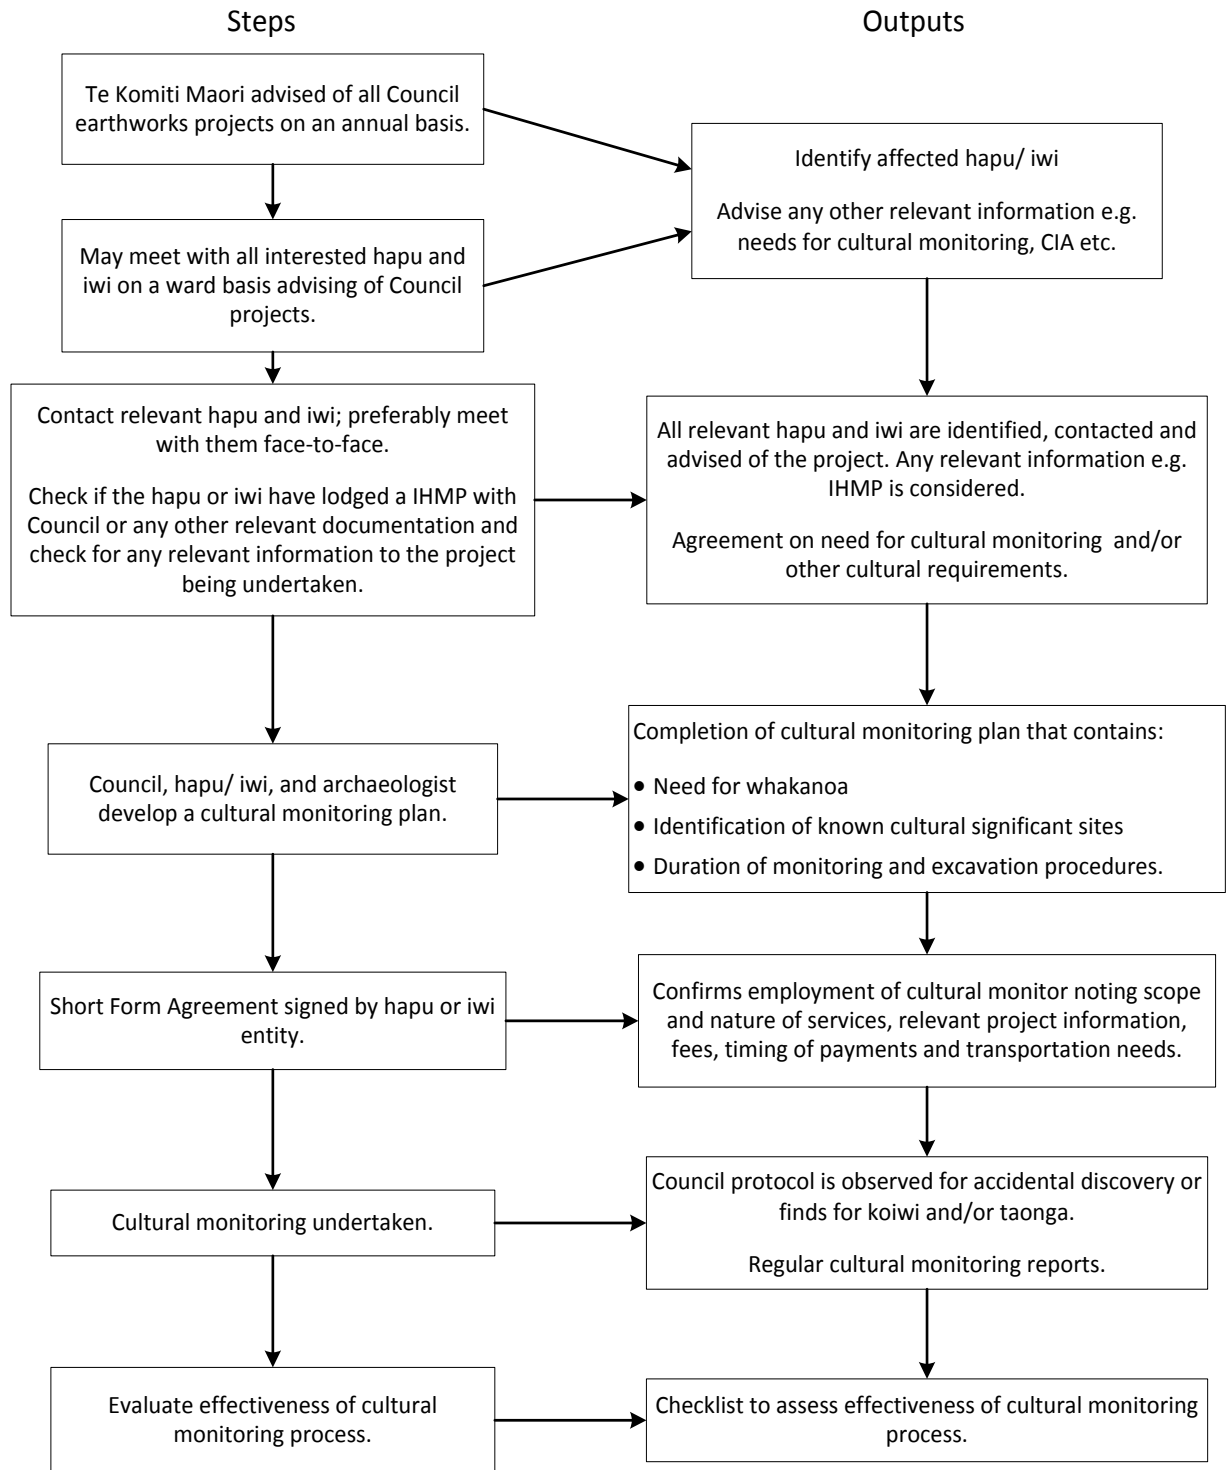 Steps
Outputs
Te Komiti Maori advised of all Council
earthworks projects on an annual basis.
Identify affected hapu/ iwi
Advise any other relevant information e.g.
needs for cultural monitoring, CIA etc.
May meet with all interested hapu and
iwi on a ward basis advising of Council
projects.
Contact relevant hapu and iwi; preferably meet
with them face-to-face.
Check if the hapu or iwi have lodged a IHMP with
Council or any other relevant documentation and
check for any relevant information to the project
being undertaken.
All relevant hapu and iwi are identified, contacted and
advised of the project. Any relevant information e.g.
IHMP is considered.
Agreement on need for cultural monitoring and/or
other cultural requirements.
Council, hapu/ iwi, and archaeologist
develop a cultural monitoring plan.
Completion of cultural monitoring plan that contains:
• Need for whakanoa
• Identification of known cultural significant sites
• Duration of monitoring and excavation procedures.
Short Form Agreement signed by hapu or iwi
entity.
Confirms employment of cultural monitor noting scope
and nature of services, relevant project information,
fees, timing of payments and transportation needs.
Cultural monitoring undertaken.
Council protocol is observed for accidental discovery or
finds for koiwi and/or taonga.
Regular cultural monitoring reports.
Evaluate effectiveness of cultural
monitoring process.
Checklist to assess effectiveness of cultural monitoring
process.